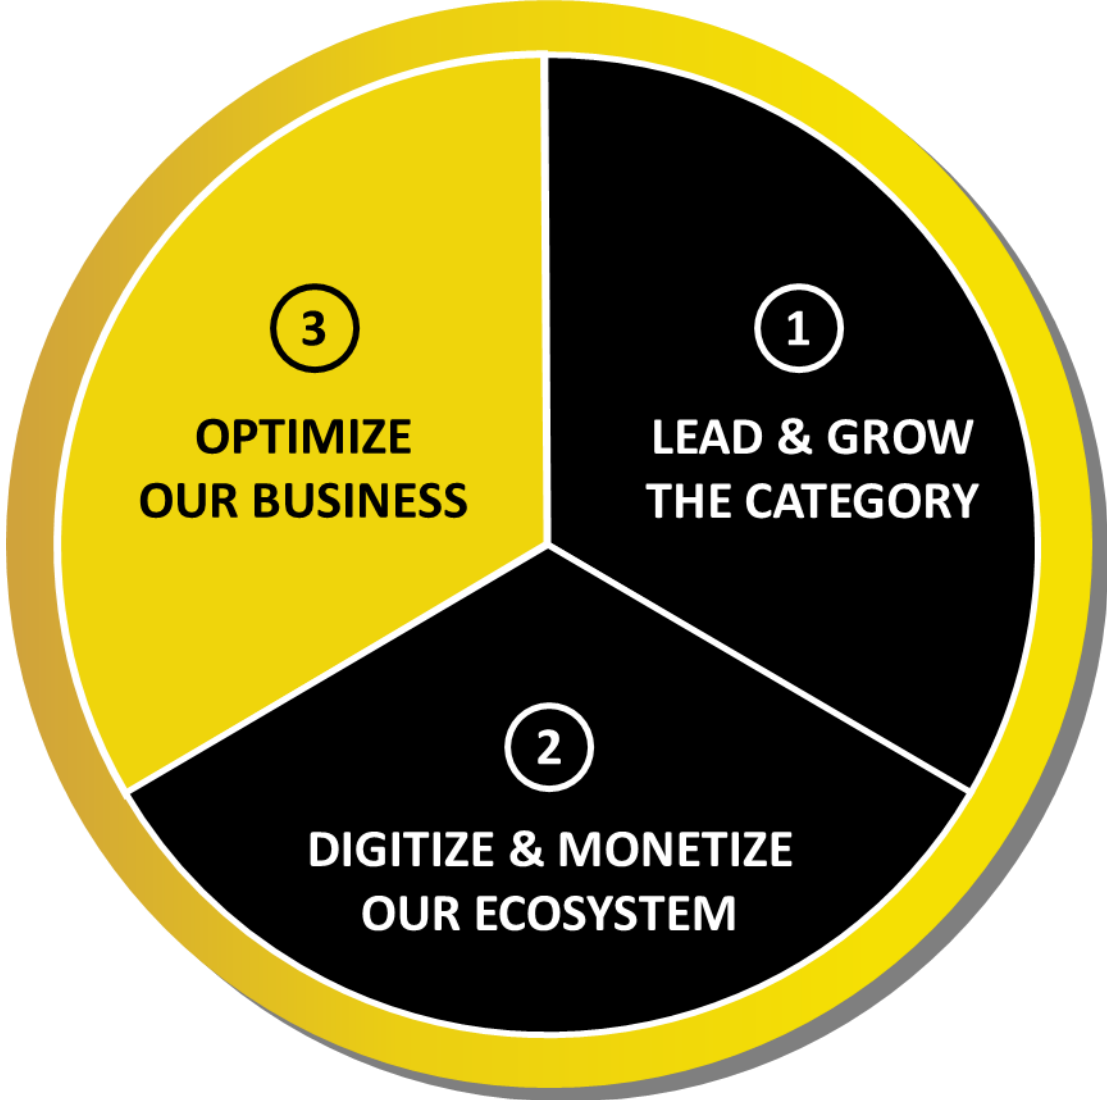 1
LEAD & GROW
THE CATEGORY
2
DIGITIZE & MONETIZE
OUR ECOSYSTEM
3
OPTIMIZE
OUR BUSINESS